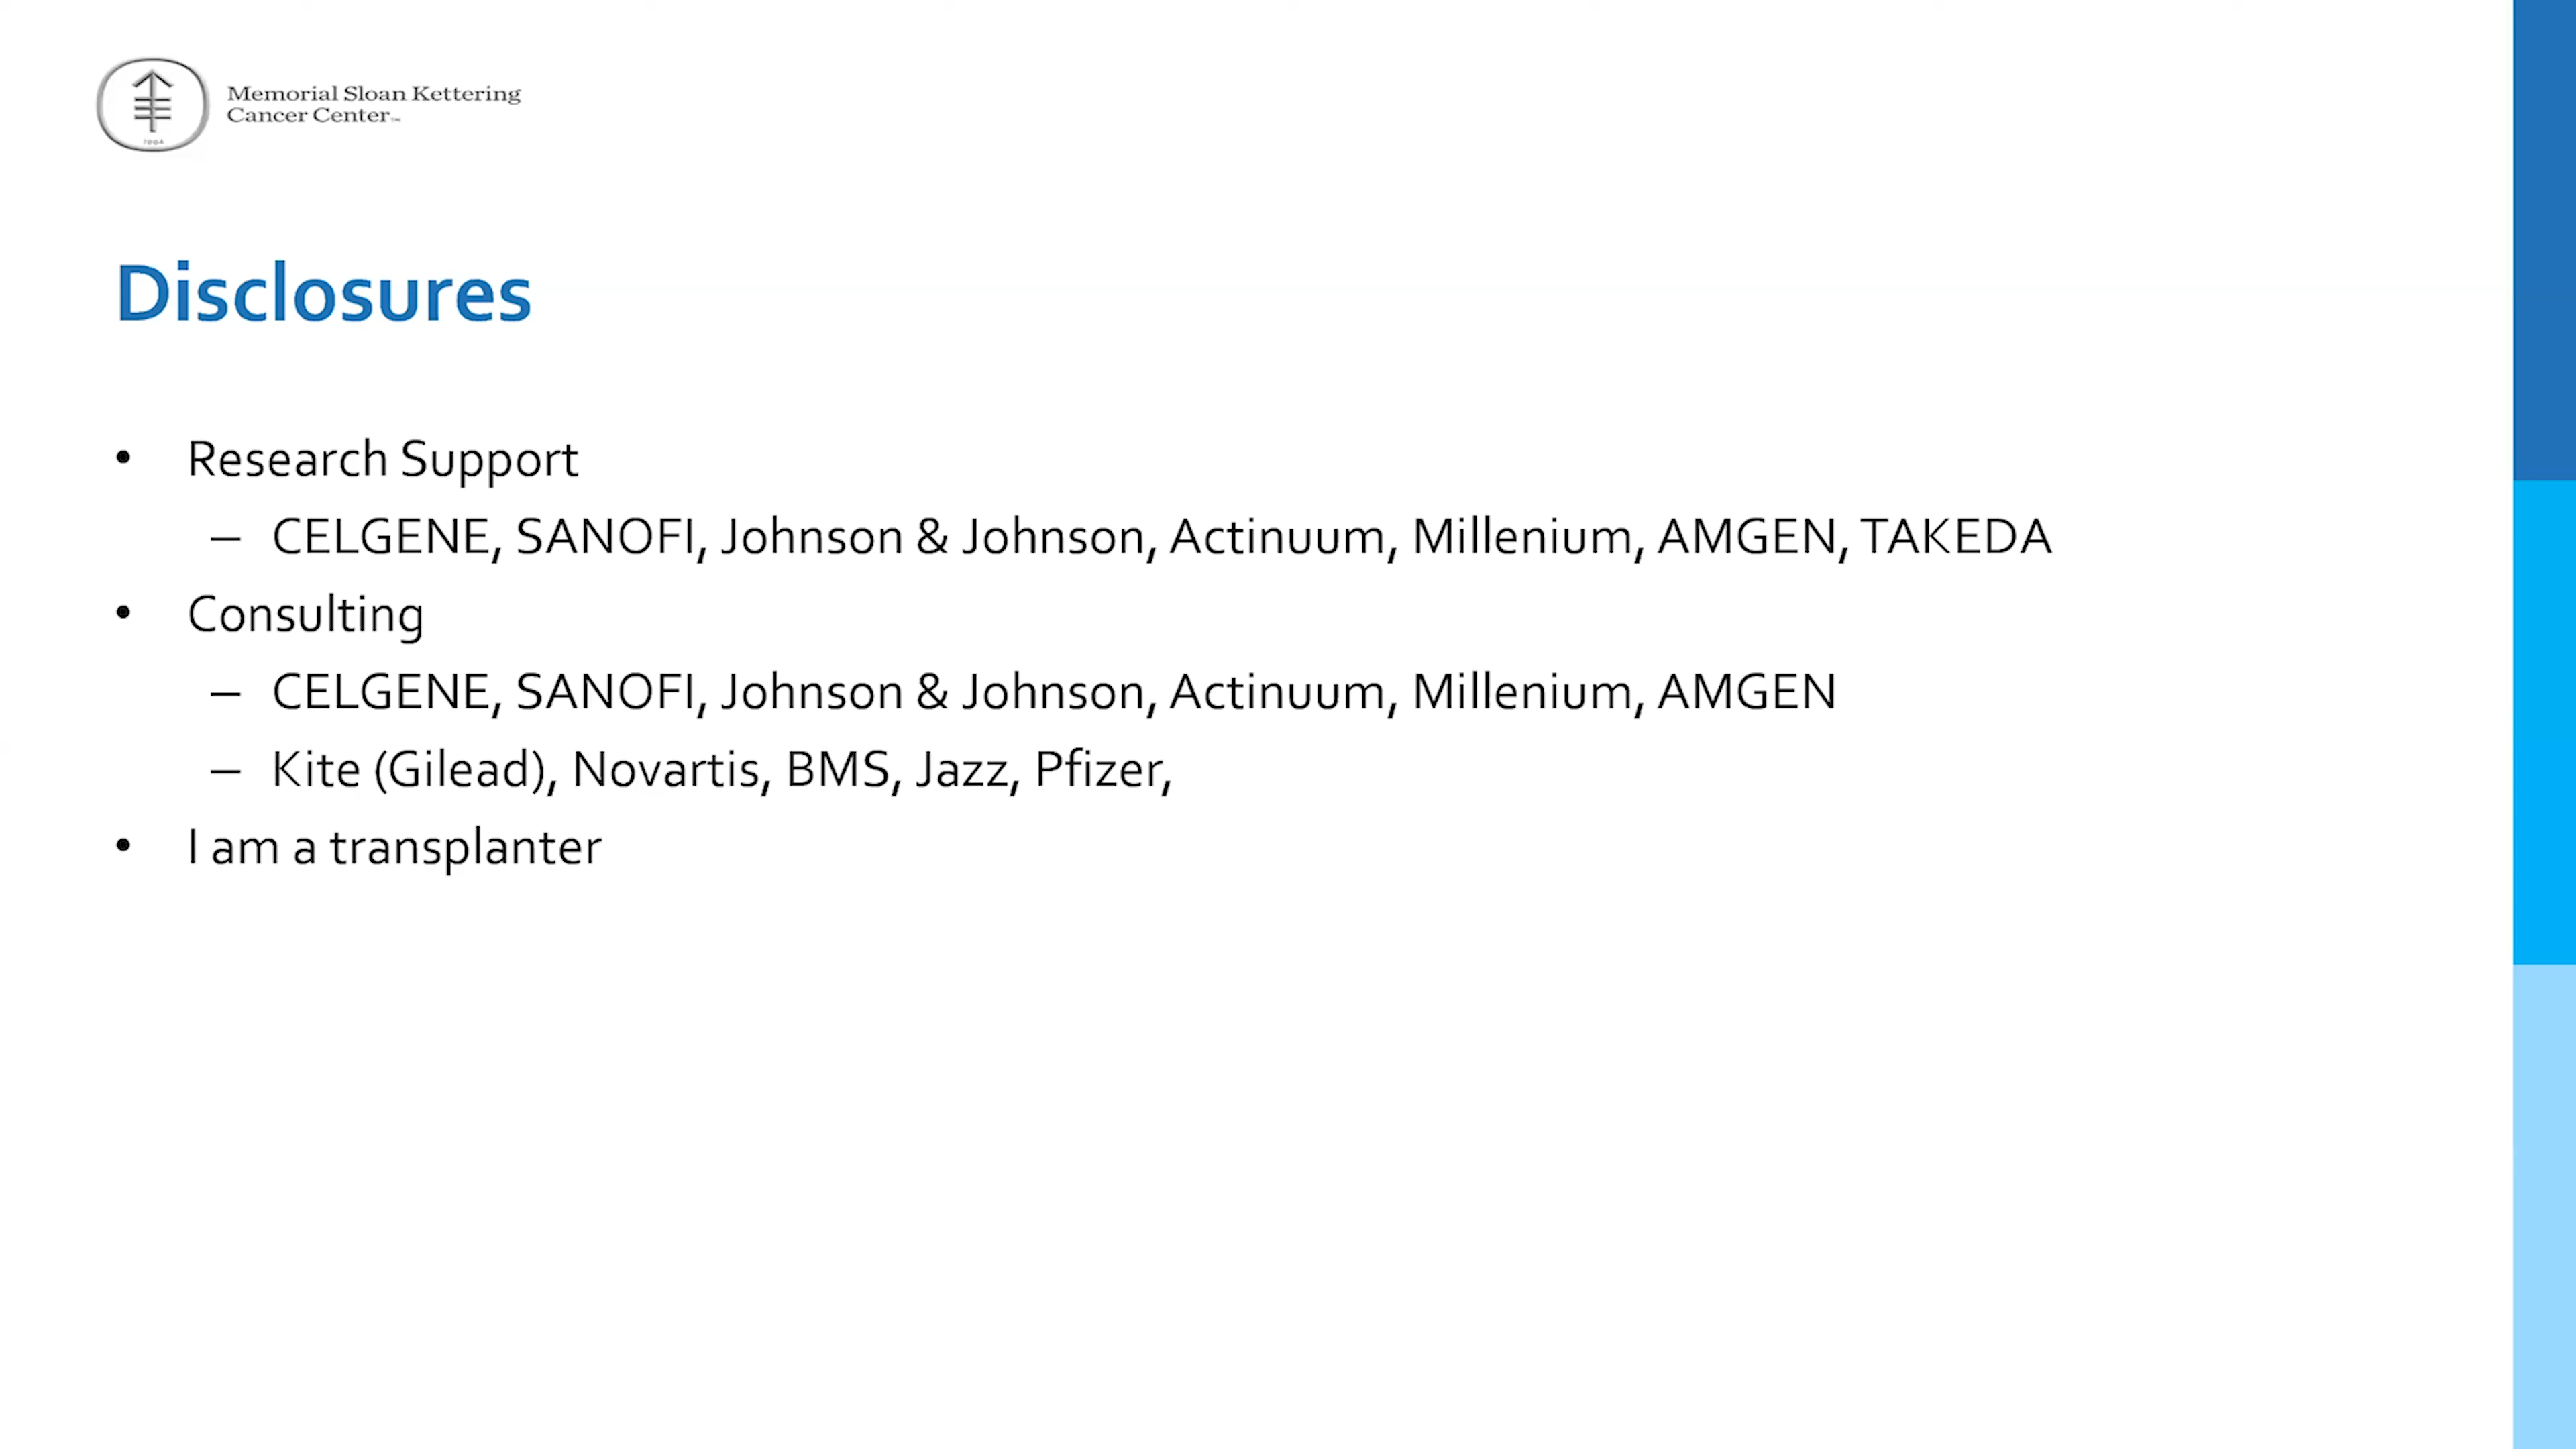 Memorial Sloan Kettering
Cancer Center™
Disclosures
• Research Support
– CELGENE, SANOFI, Johnson & Johnson, Actinuum, Millenium, AMGEN, TAKEDA
• Consulting
– CELGENE, SANOFI, Johnson & Johnson, Actinuum, Millenium, AMGEN
– Kite (Gilead), Novartis, BMS, Jazz, Pfizer,
• I am a transplanter